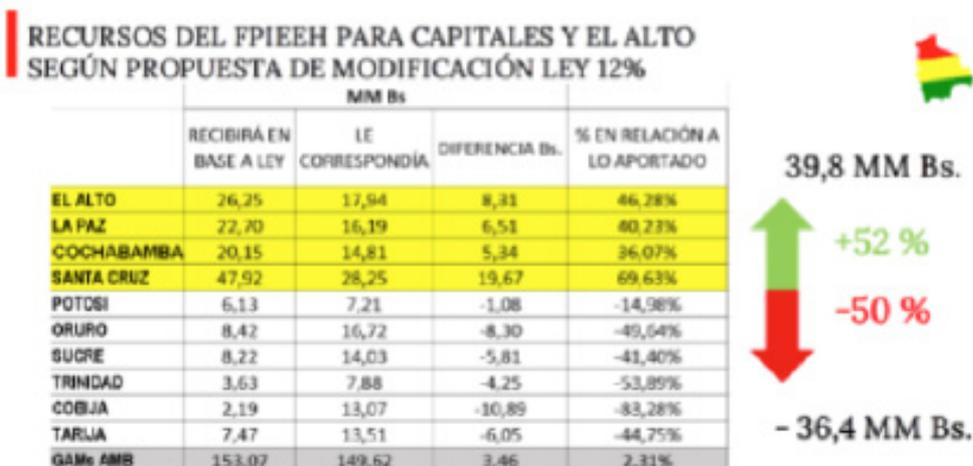 RECURSOS DEL FPIEEH PARA CAPITALES Y EL ALTO
SEGÚN PROPUESTA DE MODIFICACIÓN LEY 12%
MM Bs
RECIBIRÁ EN BASE A LEY LE CORRESPONDÍA DIFERENCIA Bs. % EN RELACIÓN A LO APORTADO
EL ALTO 26,25 17,94 8,31 46,28%
LA PAZ 22,70 16,19 6,51 40,23%
COCHABAMBA 20,15 14,81 5,34 36,07%
SANTA CRUZ 47,92 28,25 19,67 69,63%
POTOSI 6,13 7,21 -1,08 -14,98%
ORURO 8,42 16,72 -8,30 -49,64%
SUCRE 8,22 14,03 -5,81 -41,40%
TRINIDAD 3,63 7,88 -4,25 -53,89%
COBIJA 2,19 13,07 -10,89 -83,28%
TARIJA 7,47 13,51 -6,05 -44,75%
GAMs AMB 153,07 149,62 3,46 2,31%
39,8 MM Bs.
+52 %
-50 %
- 36,4 MM Bs.